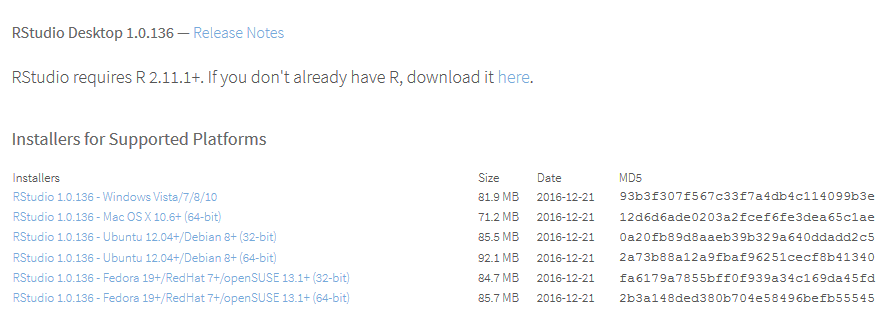 RStudio Desktop 1.0.136 — Release Notes
RStudio requires R 2.11.1+. If you don't already have R, download it here.
Installers for Supported Platforms
Installers Size Date MD5
RStudio 1.0.136 - Windows Vista/7/8/10 81.9 MB 2016-12-21 93b3f307f567c33f7a4db4c114099b3e
RStudio 1.0.136 - Mac OS X 10.6+ (64-bit) 71.2 MB 2016-12-21 12d6d6ade0203a2fcef6fe3dea65c1ae
RStudio 1.0.136 - Ubuntu 12.04+/Debian 8+ (32-bit) 85.5 MB 2016-12-21 0a20fb89d8aaeb39b329a640ddadd2c5
RStudio 1.0.136 - Ubuntu 12.04+/Debian 8+ (64-bit) 92.1 MB 2016-12-21 2a73b88a12a9fbaf96251cecf8b41340
RStudio 1.0.136 - Fedora 19+/RedHat 7+/openSUSE 13.1+ (32-bit) 84.7 MB 2016-12-21 fa6179a7855bff0f939a34c169da45fd
RStudio 1.0.136 - Fedora 19+/RedHat 7+/openSUSE 13.1+ (64-bit) 85.7 MB 2016-12-21 2b3a148ded380b704e58496befb55545